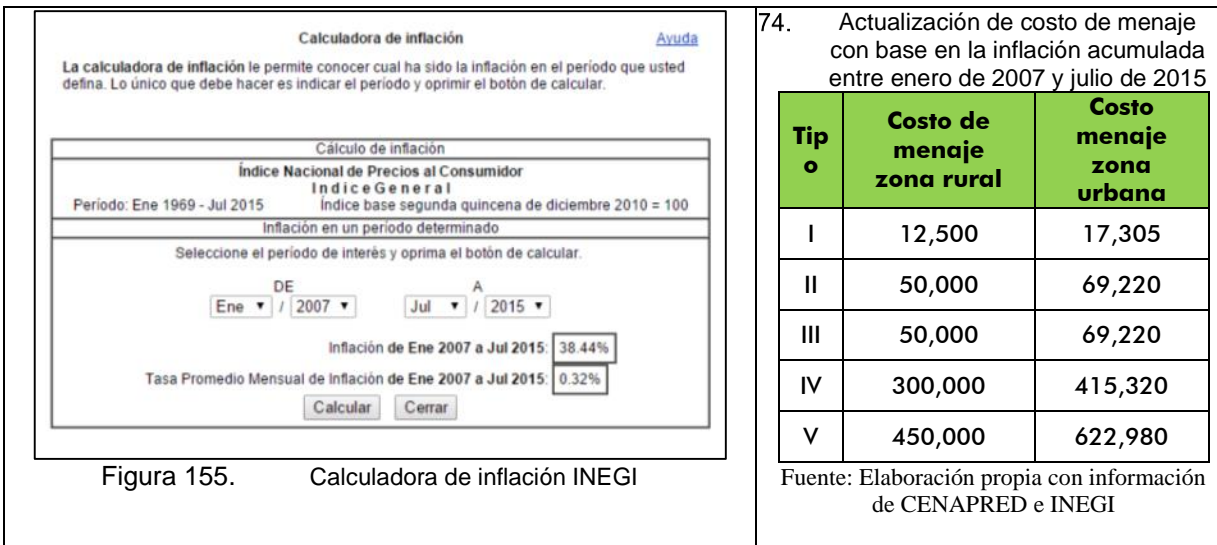 Calculadora de inflación
Ayuda
La calculadora de inflación le permite conocer cual ha sido la inflación en el período que usted
defina. Lo único que debe hacer es indicar el período y oprimir el botón de calcular.
Cálculo de inflación
Índice Nacional de Precios al Consumidor
I n d i c e G e n e r a l
Período: Ene 1969 - Jul 2015 Índice base segunda quincena de diciembre 2010 = 100
Inflación en un período determinado
Seleccione el período de interés y oprima el botón de calcular.
DE A
Ene ▼ / 2007 ▼ Jul ▼ / 2015 ▼
Inflación de Ene 2007 a Jul 2015: 38.44%
Tasa Promedio Mensual de Inflación de Ene 2007 a Jul 2015: 0.32%
Calcular Cerrar
Figura 155. Calculadora de inflación INEGI
74. Actualización de costo de menaje
con base en la inflación acumulada
entre enero de 2007 y julio de 2015
Tip
o
Costo de
menaje
zona rural
Costo
menaje
zona
urbana
I 12,500 17,305
II 50,000 69,220
III 50,000 69,220
IV 300,000 415,320
V 450,000 622,980
Fuente: Elaboración propia con información
de CENAPRED e INEGI